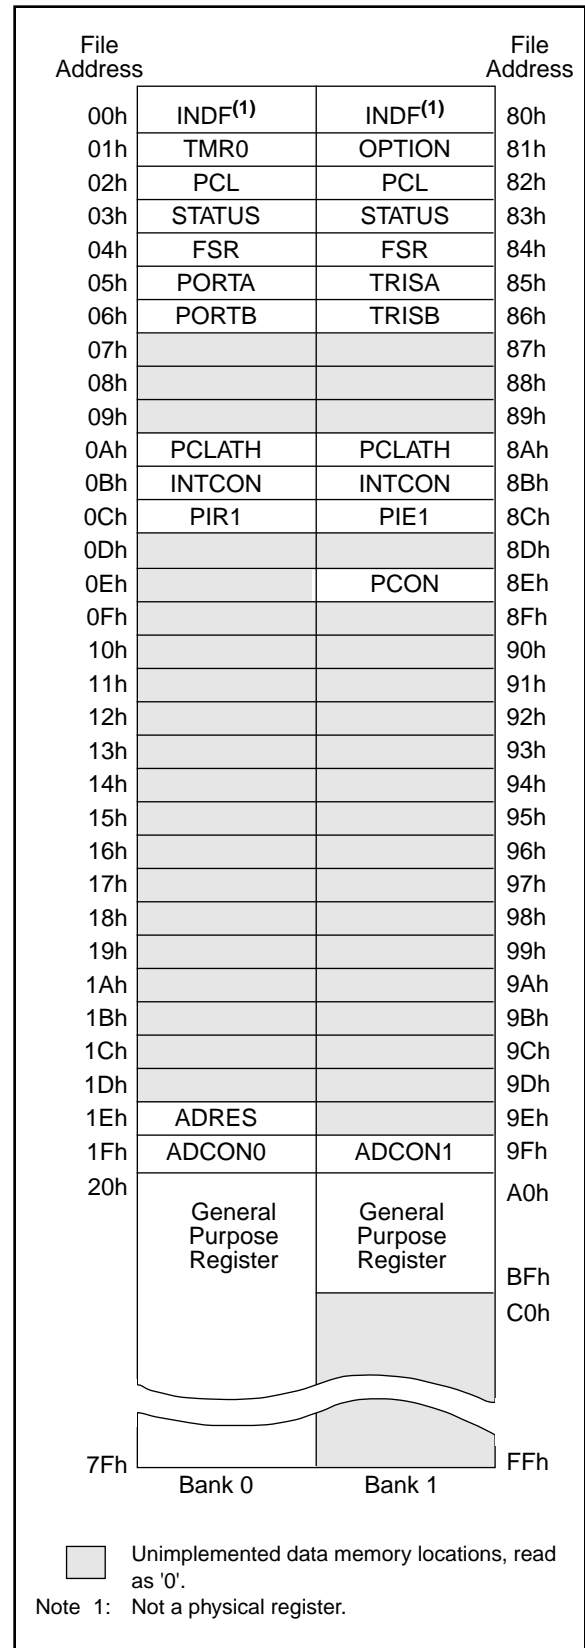 File Address File Address
00h INDF(1) INDF(1) 80h
01h TMR0 OPTION 81h
02h PCL PCL 82h
03h STATUS STATUS 83h
04h FSR FSR 84h
05h PORTA TRISA 85h
06h PORTB TRISB 86h
07h 87h
08h 88h
09h 89h
0Ah PCLATH PCLATH 8Ah
0Bh INTCON INTCON 8Bh
0Ch PIR1 PIE1 8Ch
0Dh 8Dh
0Eh PCON 8Eh
0Fh 8Fh
10h 90h
11h 91h
12h 92h
13h 93h
14h 94h
15h 95h
16h 96h
17h 97h
18h 98h
19h 99h
1Ah 9Ah
1Bh 9Bh
1Ch 9Ch
1Dh 9Dh
1Eh ADRES 9Eh
1Fh ADCON0 ADCON1 9Fh
20h A0h
General General
Purpose Purpose
Register Register
BFh
C0h
7Fh FFh
Bank 0 Bank 1
Unimplemented data memory locations, read
as '0'.
Note 1: Not a physical register.